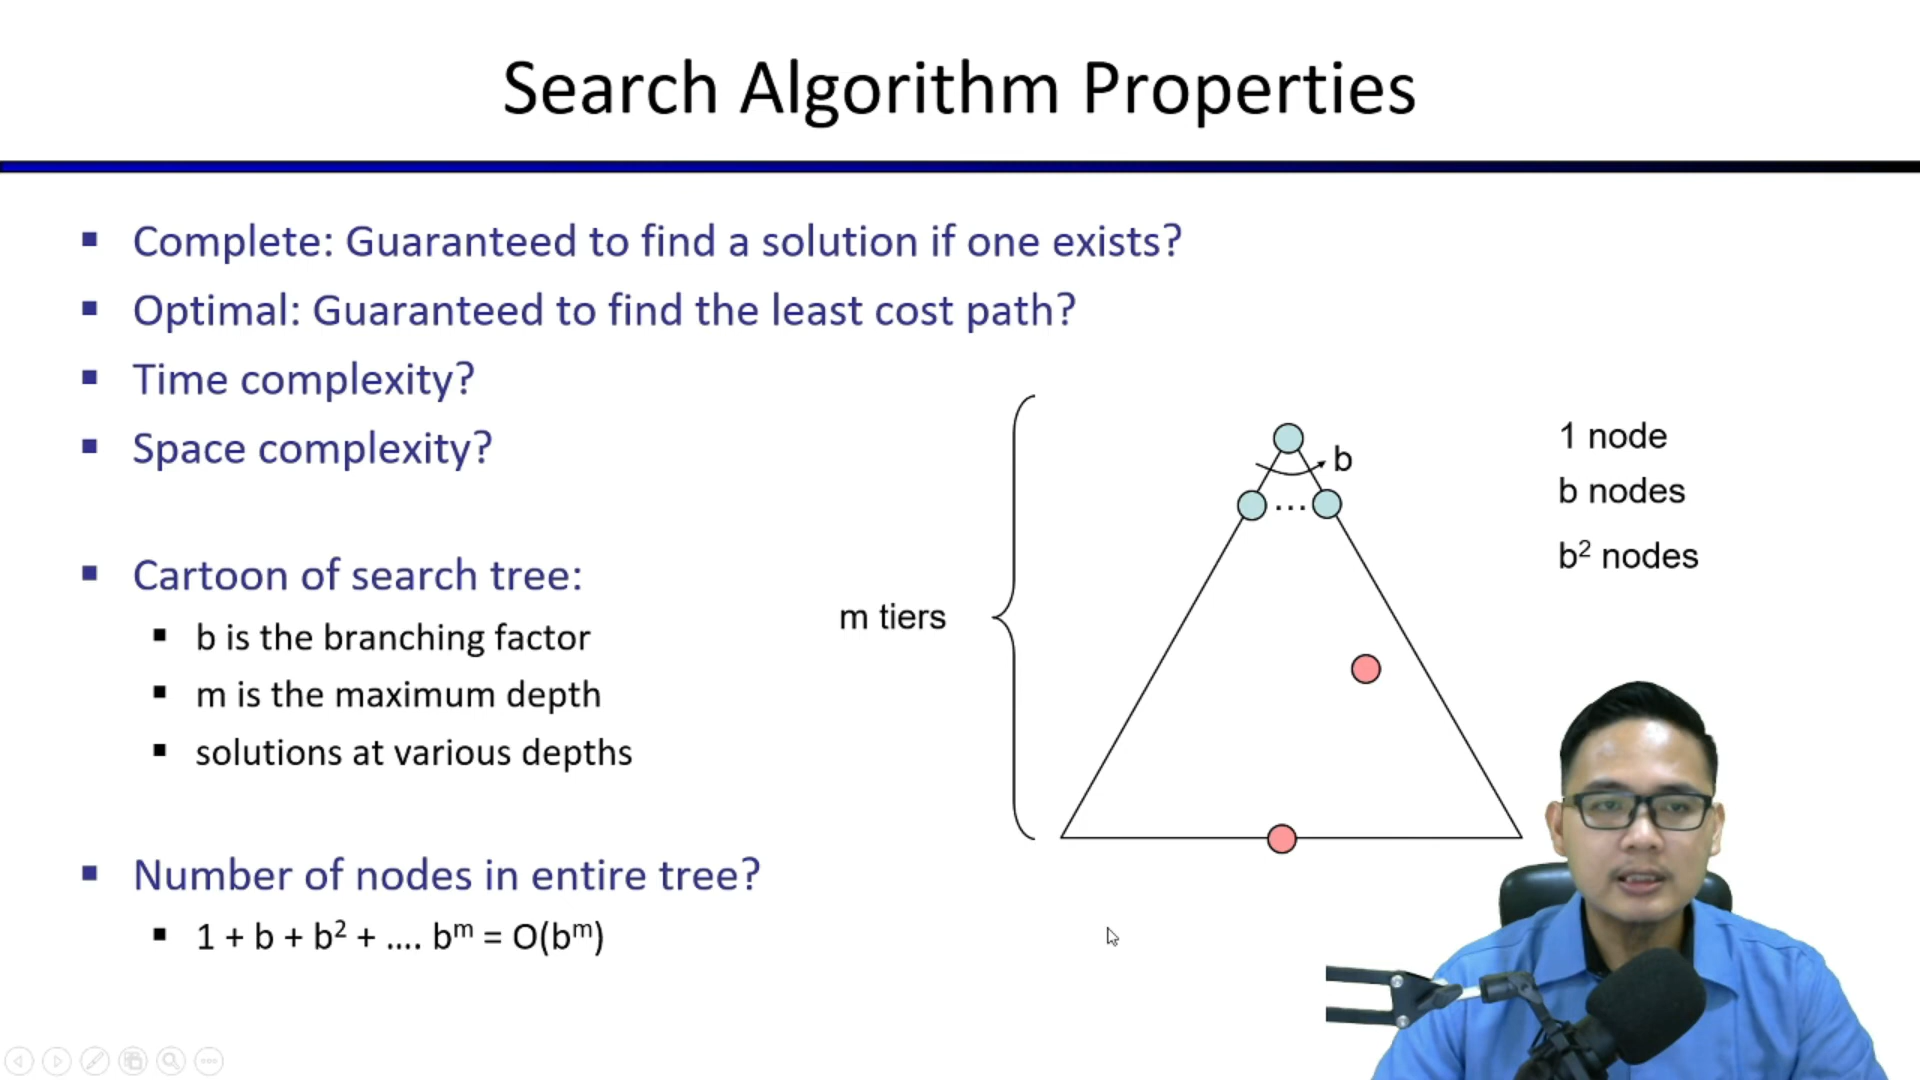 Search Algorithm Properties
▪ Complete: Guaranteed to find a solution if one exists?
▪ Optimal: Guaranteed to find the least cost path?
▪ Time complexity?
▪ Space complexity?
▪ Cartoon of search tree:
▪ b is the branching factor
▪ m is the maximum depth
▪ solutions at various depths
▪ Number of nodes in entire tree?
▪ 1 + b + b² + .... bᵐ = O(bᵐ)
m tiers
b
...
1 node
b nodes
b² nodes